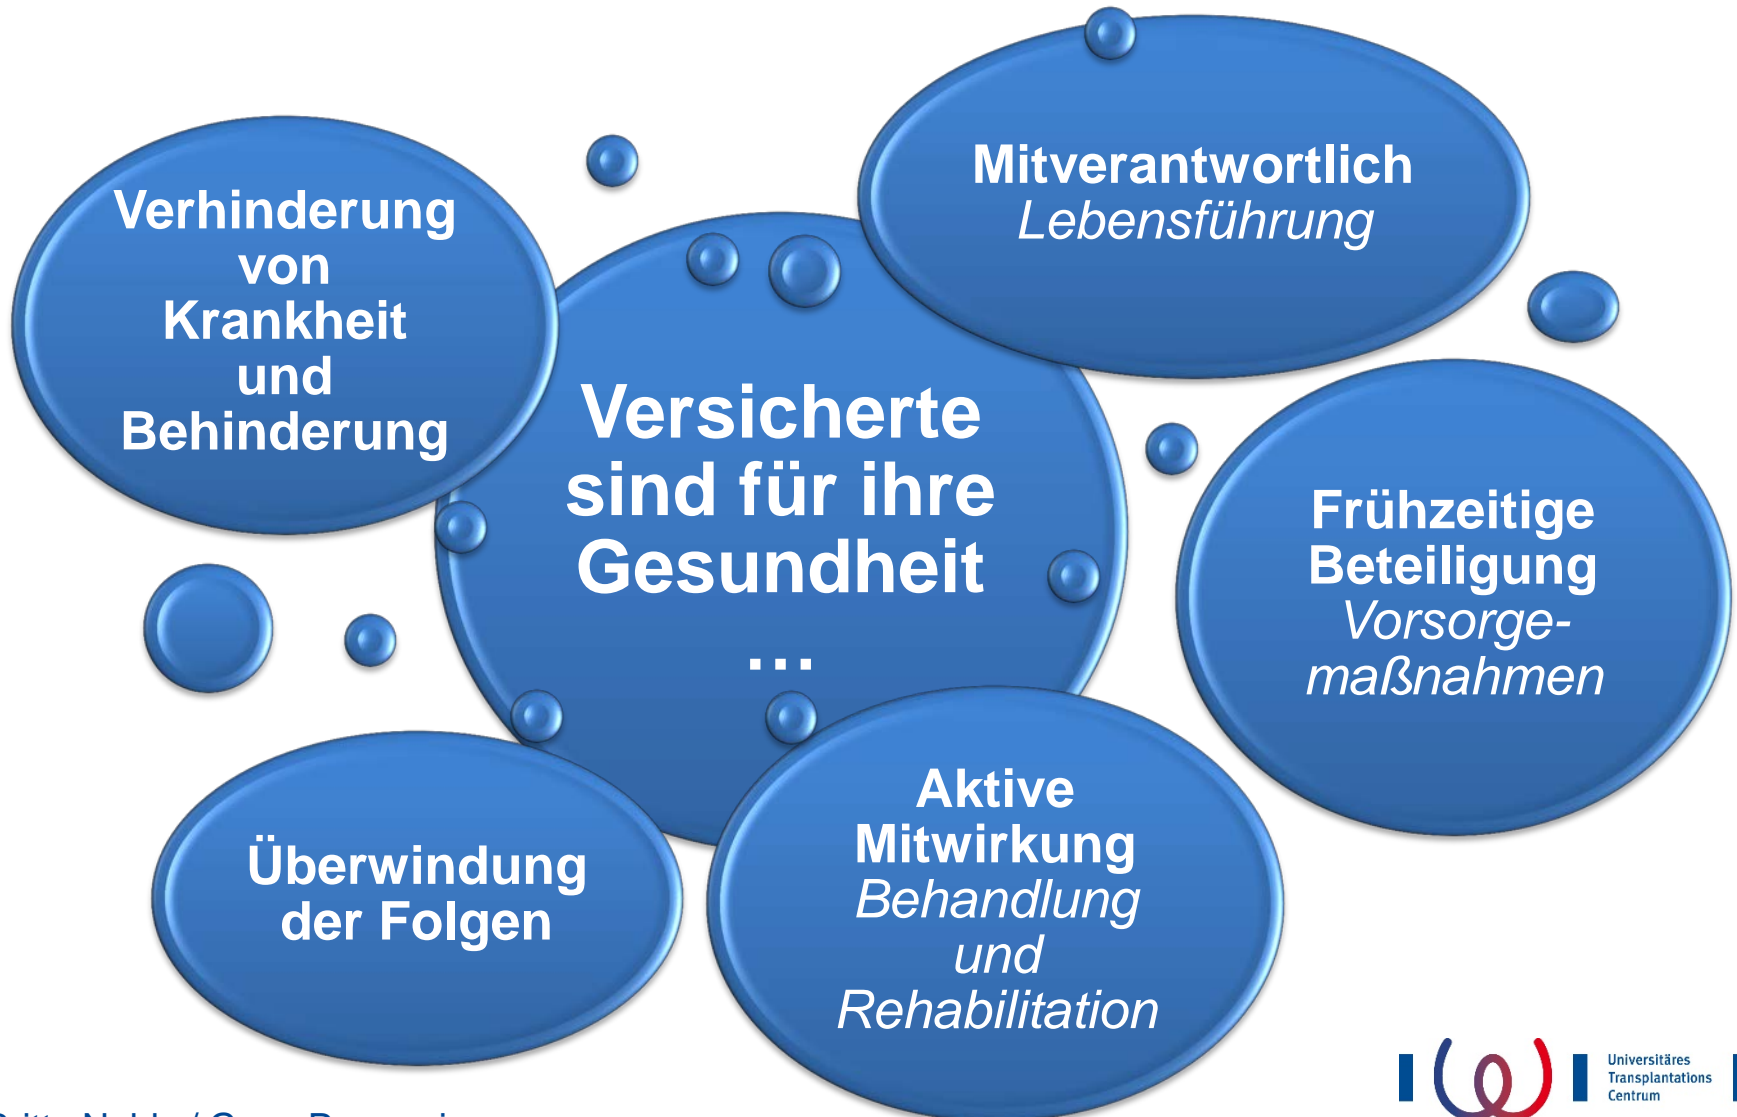 Mitverantwortlich
Lebensführung
Verhinderung
von
Krankheit
und
Behinderung
Versicherte
sind für ihre
Gesundheit
...
Frühzeitige
Beteiligung
Vorsorge-
maßnahmen
Aktive
Mitwirkung
Behandlung
und
Rehabilitation
Überwindung
der Folgen
Universitäres
Transplantations
Centrum